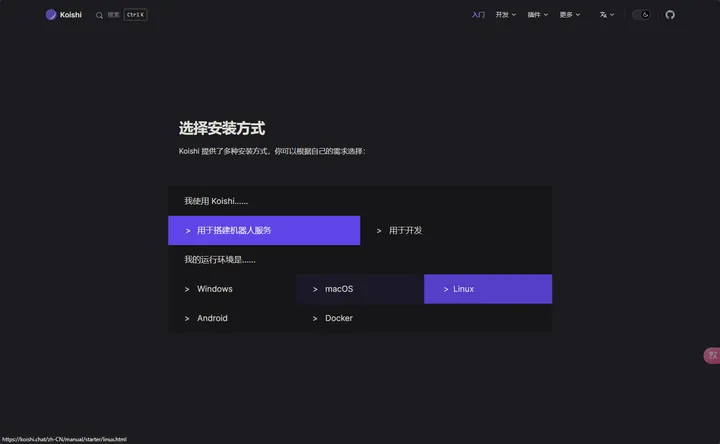 Koishi 搜索 Ctrl K 入门 开发 插件 更多
选择安装方式
Koishi 提供了多种安装方式，你可以根据自己的需求选择：
我使用 Koishi……
> 用于搭建机器人服务 > 用于开发
我的运行环境是……
> Windows > macOS > Linux
> Android > Docker
https://koishi.chat/zh-CN/manual/starter/linux.html